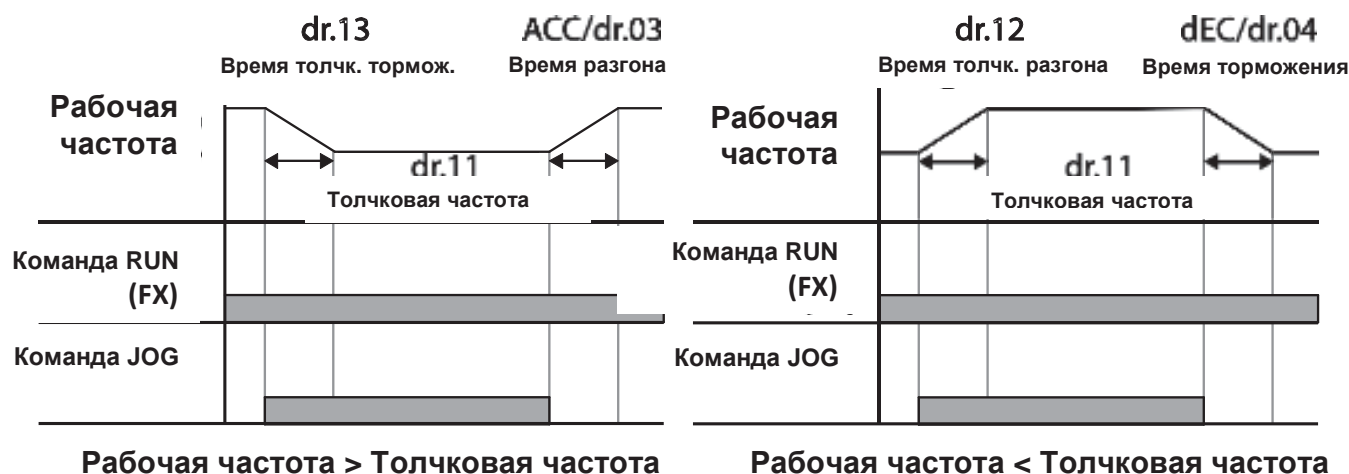 dr.13 ACC/dr.03
Время толчк. тормож. Время разгона
Рабочая
частота
dr.11
Толчковая частота
Команда RUN
(FX)
Команда JOG
Рабочая частота > Толчковая частота
dr.12 dEC/dr.04
Время толчк. разгона Время торможения
Рабочая
частота
dr.11
Толчковая частота
Команда RUN
(FX)
Команда JOG
Рабочая частота < Толчковая частота